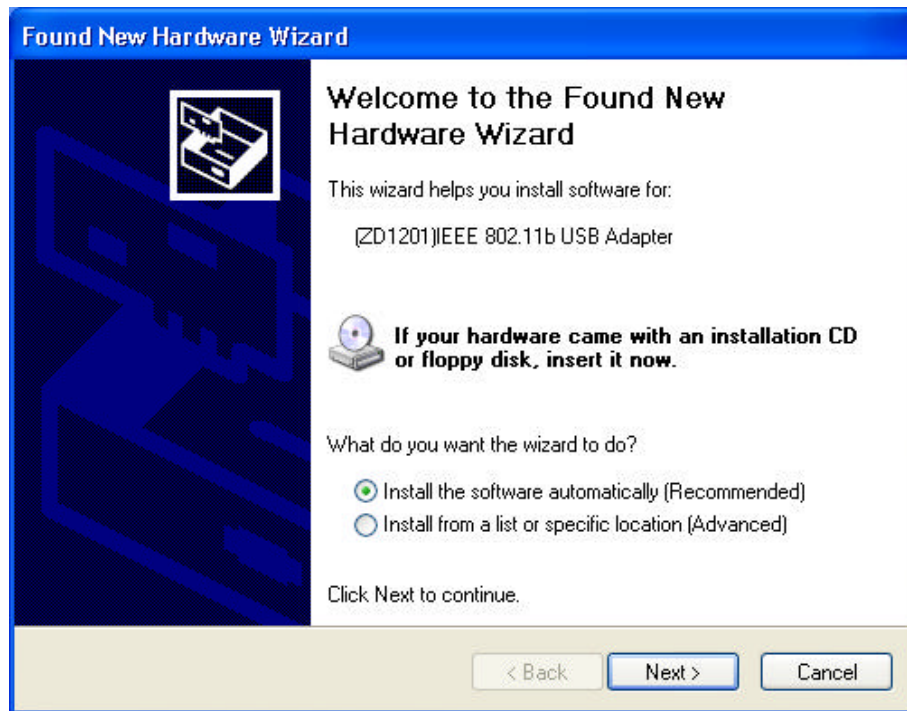 Found New Hardware Wizard
Welcome to the Found New
Hardware Wizard
This wizard helps you install software for:
(ZD1201)IEEE 802.11b USB Adapter
If your hardware came with an installation CD
or floppy disk, insert it now.
What do you want the wizard to do?
Install the software automatically (Recommended)
Install from a list or specific location (Advanced)
Click Next to continue.
< Back
Next >
Cancel